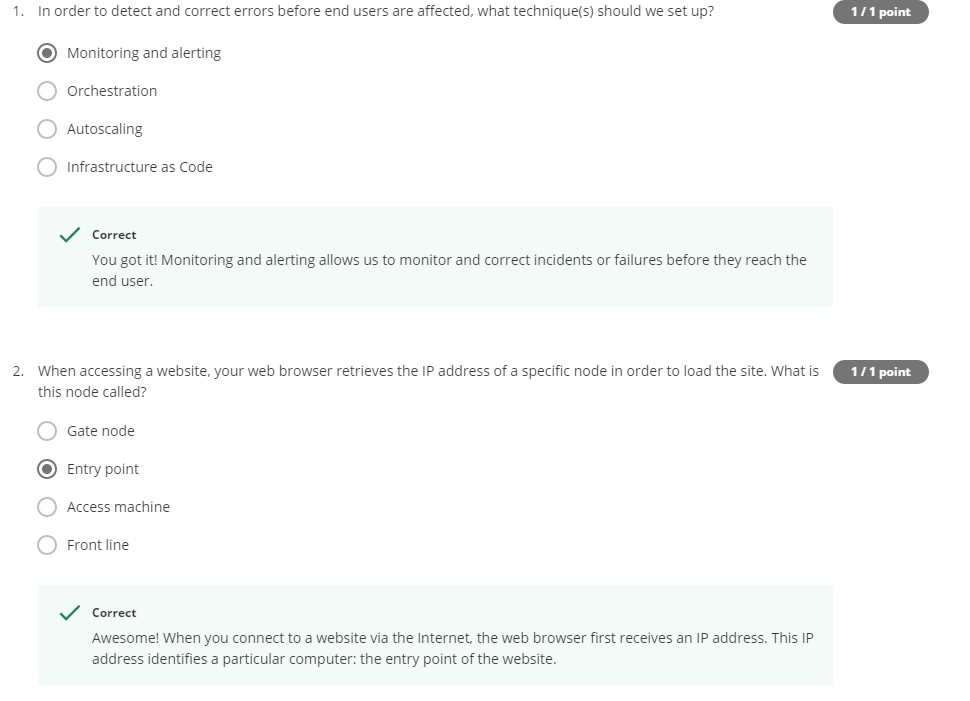 1. In order to detect and correct errors before end users are affected, what technique(s) should we set up?
1 / 1 point
Monitoring and alerting
Orchestration
Autoscaling
Infrastructure as Code
Correct
You got it! Monitoring and alerting allows us to monitor and correct incidents or failures before they reach the
end user.
2. When accessing a website, your web browser retrieves the IP address of a specific node in order to load the site. What is
this node called?
1 / 1 point
Gate node
Entry point
Access machine
Front line
Correct
Awesome! When you connect to a website via the Internet, the web browser first receives an IP address. This IP
address identifies a particular computer: the entry point of the website.